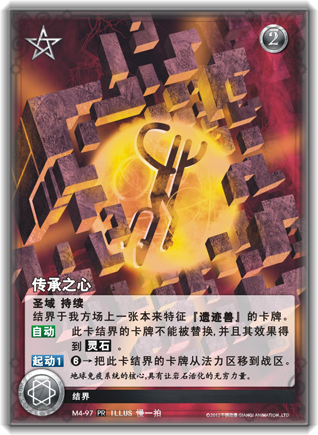 2
传承之心
圣域 持续
结界于我方场上一张本来特征『遗迹兽』的卡牌。
自动 此卡结界的卡牌不能被替换,并且其效果得
到 灵石 。
起动1 ❻→把此卡结界的卡牌从法力区移到战区。
地球免疫系统的核心,具有让岩石活化的无穷力量。
结界
M4-97 PR ILLUS 慢一拍